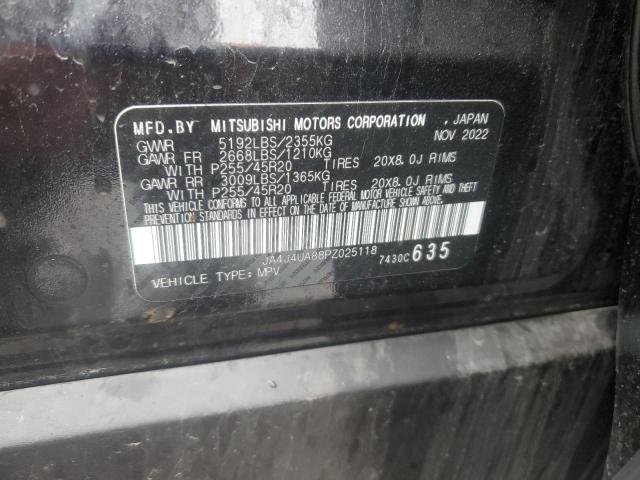 MFD.BY MITSUBISHI MOTORS CORPORATION , JAPAN
GVWR 5192LBS/2355KG NOV 2022
GAWR FR 2668LBS/1210KG
WITH P255/45R20 TIRES 20X8.0J RIMS
GAWR RR 3009LBS/1365KG
WITH P255/45R20 TIRES 20X8.0J RIMS
THIS VEHICLE CONFORMS TO ALL APPLICABLE FEDERAL MOTOR VEHICLE SAFETY AND THEFT
PREVENTION STANDARDS IN EFFECT ON THE DATE OF MANUFACTURE SHOWN ABOVE.
JA4J4UA88PZ025118 7430C 635
VEHICLE TYPE: MPV